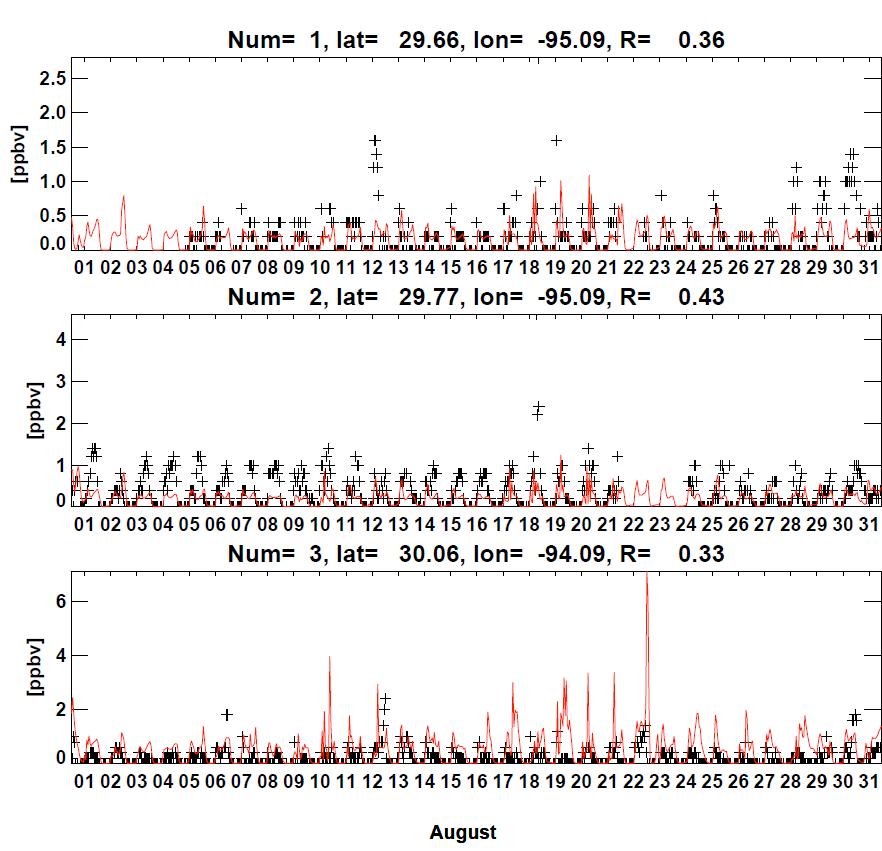 Num= 1, lat= 29.66, lon= -95.09, R= 0.36
[ppbv]
2.5
2.0
1.5
1.0
0.5
0.0
01 02 03 04 05 06 07 08 09 10 11 12 13 14 15 16 17 18 19 20 21 22 23 24 25 26 27 28 29 30 31
Num= 2, lat= 29.77, lon= -95.09, R= 0.43
[ppbv]
4
3
2
1
0
01 02 03 04 05 06 07 08 09 10 11 12 13 14 15 16 17 18 19 20 21 22 23 24 25 26 27 28 29 30 31
Num= 3, lat= 30.06, lon= -94.09, R= 0.33
[ppbv]
6
4
2
0
01 02 03 04 05 06 07 08 09 10 11 12 13 14 15 16 17 18 19 20 21 22 23 24 25 26 27 28 29 30 31
August